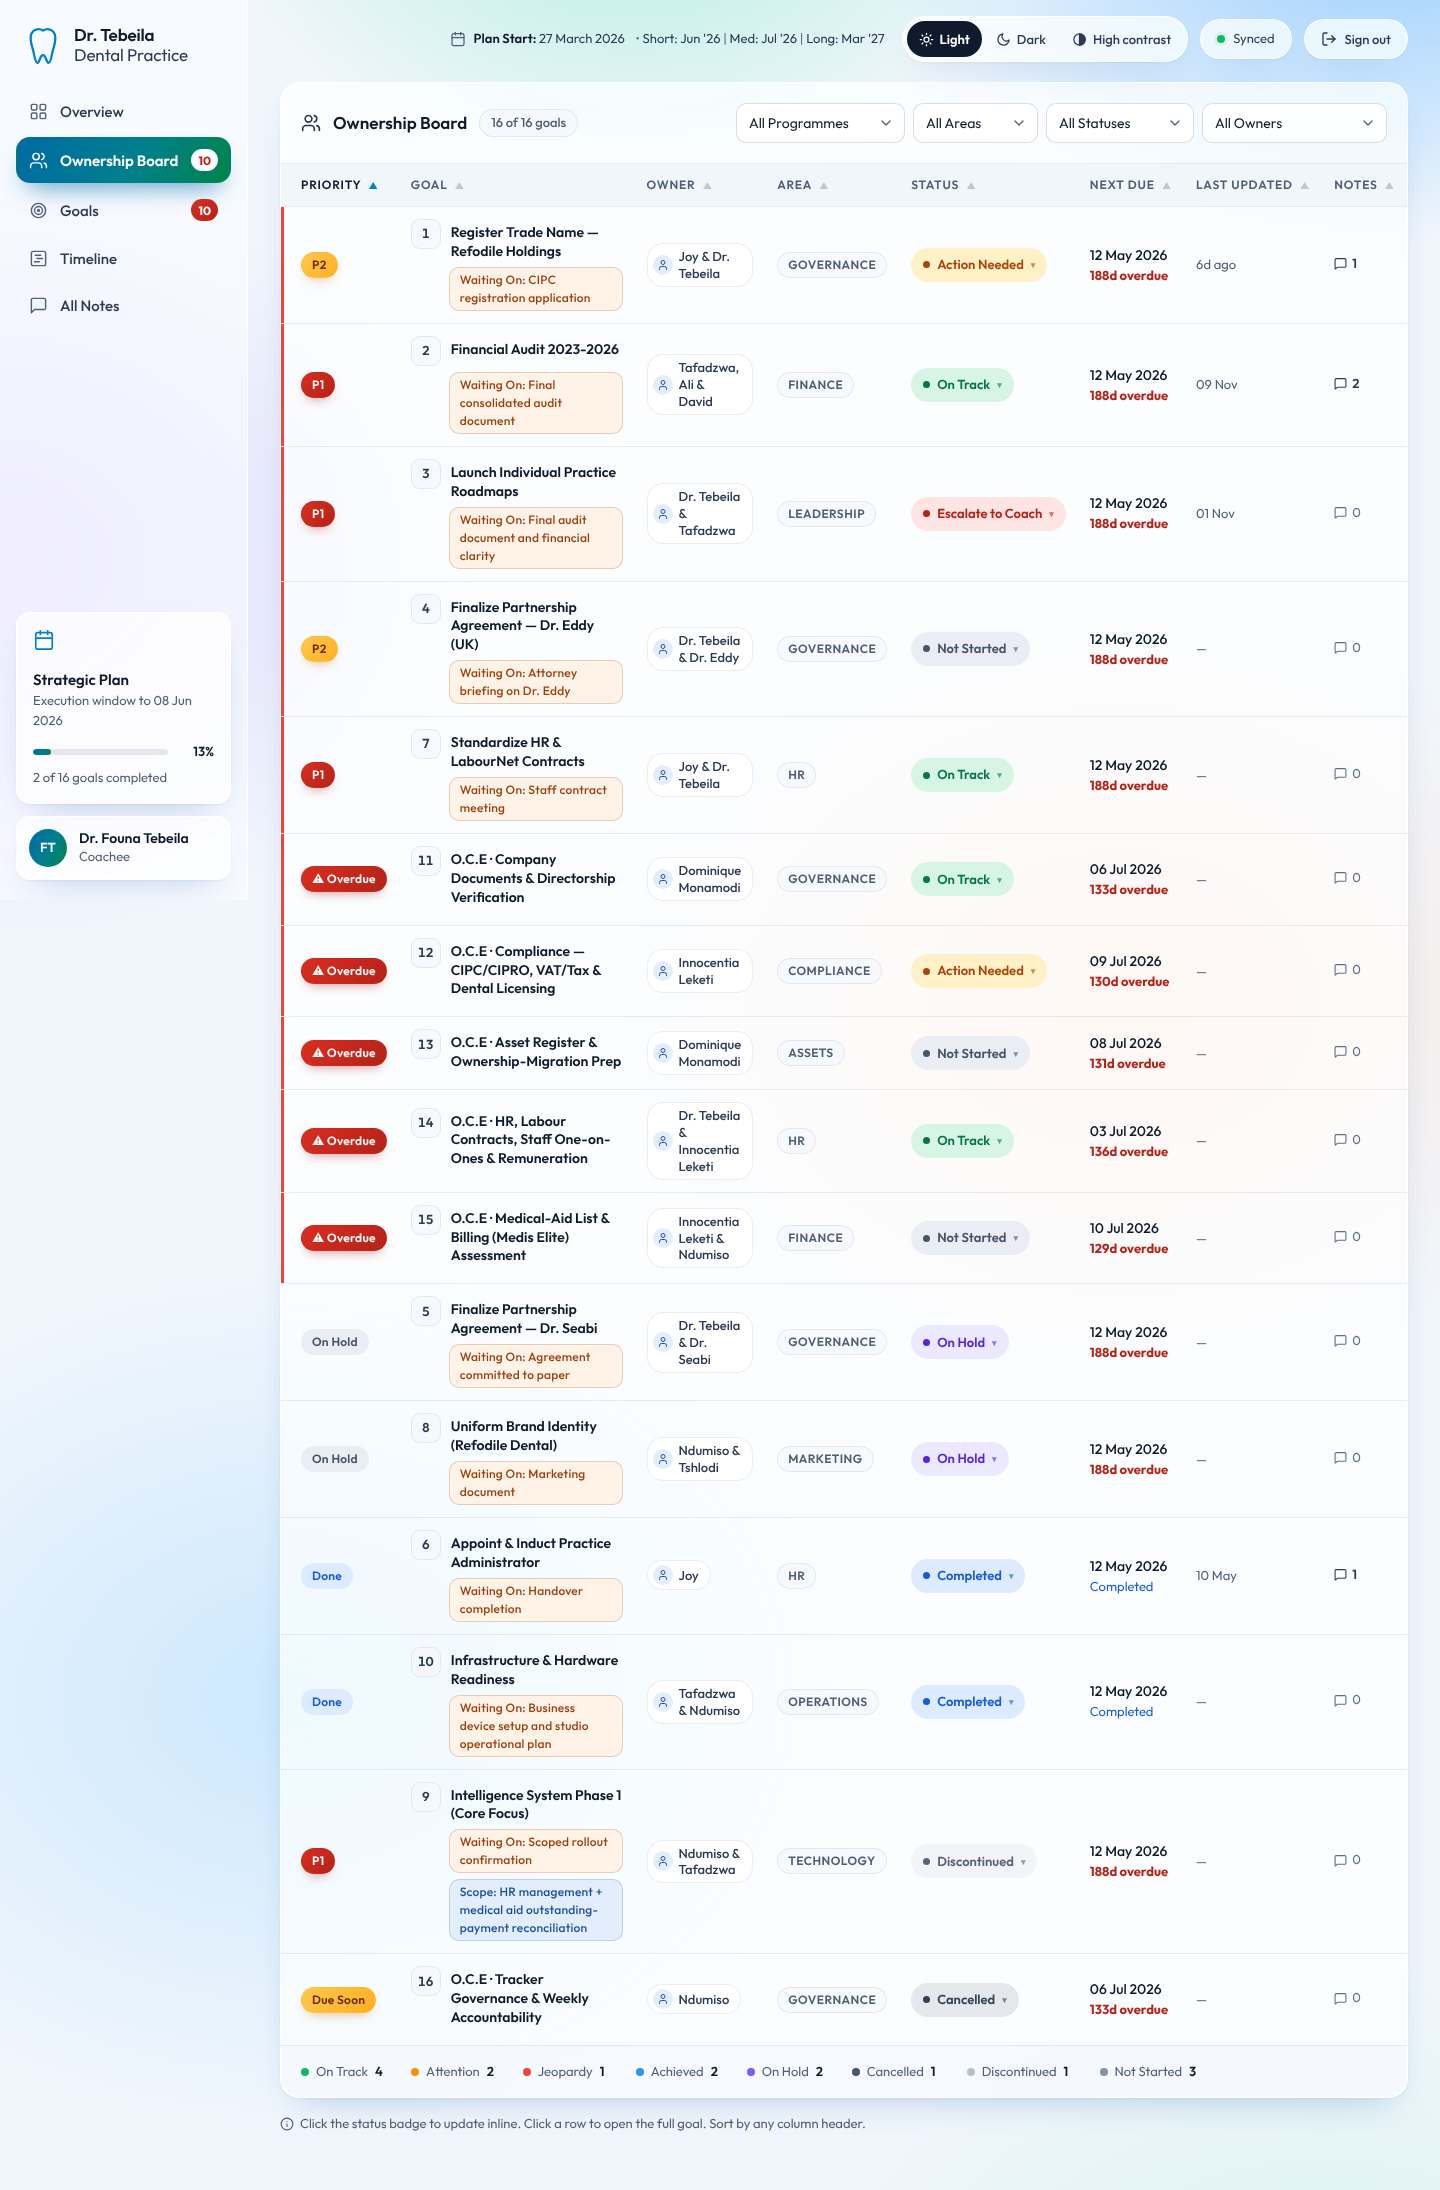 Dr. Tebeila
Dental Practice
Overview
Ownership Board 10
Goals 10
Timeline
All Notes
Strategic Plan
Execution window to 08 Jun
2026
13%
2 of 16 goals completed
FT
Dr. Founa Tebeila
Coachee
Plan Start: 27 March 2026 · Short: Jun '26 | Med: Jul '26 | Long: Mar '27
Light Dark High contrast
Synced
Sign out
Ownership Board 16 of 16 goals
All Programmes All Areas All Statuses All Owners
PRIORITY GOAL OWNER AREA STATUS NEXT DUE LAST UPDATED NOTES
P2
1
Register Trade Name —
Refodile Holdings
Waiting On: CIPC
registration application
Joy & Dr.
Tebeila
GOVERNANCE
Action Needed
12 May 2026
188d overdue
6d ago
1
P1
2
Financial Audit 2023-2026
Waiting On: Final
consolidated audit
document
Tafadzwa,
Ali &
David
FINANCE
On Track
12 May 2026
188d overdue
09 Nov
2
P1
3
Launch Individual Practice
Roadmaps
Waiting On: Final audit
document and financial
clarity
Dr. Tebeila
&
Tafadzwa
LEADERSHIP
Escalate to Coach
12 May 2026
188d overdue
01 Nov
0
P2
4
Finalize Partnership
Agreement — Dr. Eddy
(UK)
Waiting On: Attorney
briefing on Dr. Eddy
Dr. Tebeila
& Dr. Eddy
GOVERNANCE
Not Started
12 May 2026
188d overdue
—
0
P1
7
Standardize HR &
LabourNet Contracts
Waiting On: Staff contract
meeting
Joy & Dr.
Tebeila
HR
On Track
12 May 2026
188d overdue
—
0
Overdue
11
O.C.E · Company
Documents & Directorship
Verification
Dominique
Monamodi
GOVERNANCE
On Track
06 Jul 2026
133d overdue
—
0
Overdue
12
O.C.E · Compliance —
CIPC/CIPRO, VAT/Tax &
Dental Licensing
Innocentia
Leketi
COMPLIANCE
Action Needed
09 Jul 2026
130d overdue
—
0
Overdue
13
O.C.E · Asset Register &
Ownership-Migration Prep
Dominique
Monamodi
ASSETS
Not Started
08 Jul 2026
131d overdue
—
0
Overdue
14
O.C.E · HR, Labour
Contracts, Staff One-on-
Ones & Remuneration
Dr. Tebeila
&
Innocentia
Leketi
HR
On Track
03 Jul 2026
136d overdue
—
0
Overdue
15
O.C.E · Medical-Aid List &
Billing (Medis Elite)
Assessment
Innocentia
Leketi &
Ndumiso
FINANCE
Not Started
10 Jul 2026
129d overdue
—
0
On Hold
5
Finalize Partnership
Agreement — Dr. Seabi
Waiting On: Agreement
committed to paper
Dr. Tebeila
& Dr.
Seabi
GOVERNANCE
On Hold
12 May 2026
188d overdue
—
0
On Hold
8
Uniform Brand Identity
(Refodile Dental)
Waiting On: Marketing
document
Ndumiso &
Tshlodi
MARKETING
On Hold
12 May 2026
188d overdue
—
0
Done
6
Appoint & Induct Practice
Administrator
Waiting On: Handover
completion
Joy
HR
Completed
12 May 2026
Completed
10 May
1
Done
10
Infrastructure & Hardware
Readiness
Waiting On: Business
device setup and studio
operational plan
Tafadzwa
& Ndumiso
OPERATIONS
Completed
12 May 2026
Completed
—
0
P1
9
Intelligence System Phase 1
(Core Focus)
Waiting On: Scoped rollout
confirmation
Scope: HR management +
medical aid outstanding-
payment reconciliation
Ndumiso &
Tafadzwa
TECHNOLOGY
Discontinued
12 May 2026
188d overdue
—
0
Due Soon
16
O.C.E · Tracker
Governance & Weekly
Accountability
Ndumiso
GOVERNANCE
Cancelled
06 Jul 2026
133d overdue
—
0
On Track 4 Attention 2 Jeopardy 1 Achieved 2 On Hold 2 Cancelled 1 Discontinued 1 Not Started 3
Click the status badge to update inline. Click a row to open the full goal. Sort by any column header.